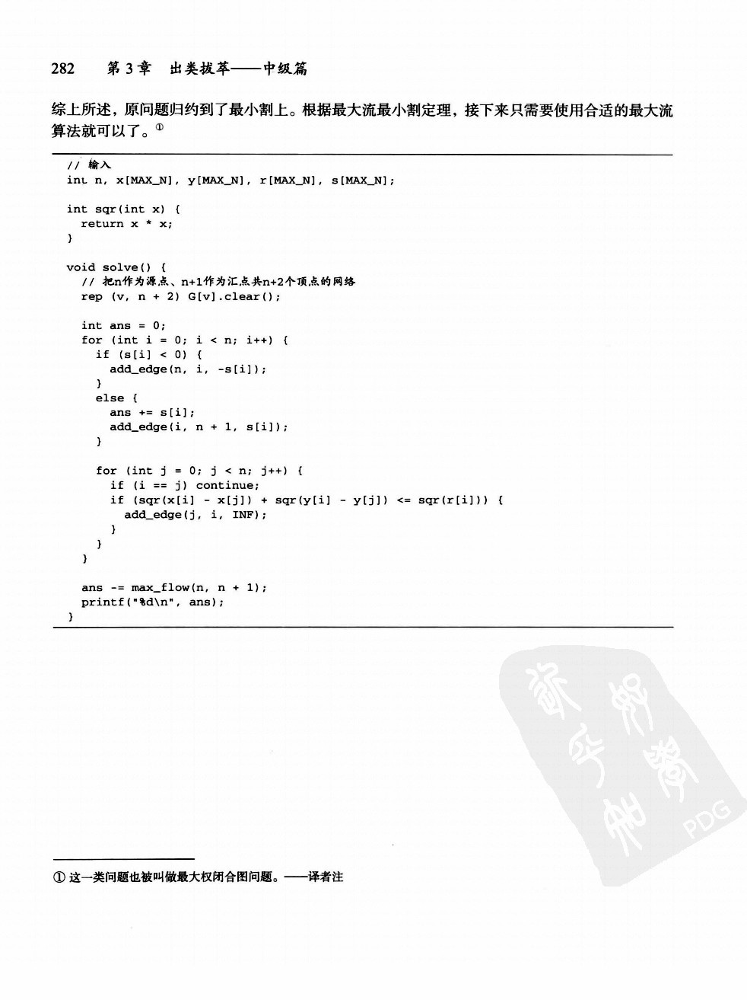 282 第3章 出类拔萃——中级篇
综上所述，原问题归约到了最小割上。根据最大流最小割定理，接下来只需要使用合适的最大流
算法就可以了。①
// 输入
int n, x[MAX_N], y[MAX_N], r[MAX_N], s[MAX_N];
int sqr(int x) {
return x * x;
}
void solve() {
// 把n作为源点、n+1作为汇点共n+2个顶点的网络
rep (v, n + 2) G[v].clear();
int ans = 0;
for (int i = 0; i < n; i++) {
if (s[i] < 0) {
add_edge(n, i, -s[i]);
}
else {
ans += s[i];
add_edge(i, n + 1, s[i]);
}
for (int j = 0; j < n; j++) {
if (i == j) continue;
if (sqr(x[i] - x[j]) + sqr(y[i] - y[j]) <= sqr(r[i])) {
add_edge(j, i, INF);
}
}
}
ans -= max_flow(n, n + 1);
printf("%d\n", ans);
}
PDG
① 这一类问题也被叫做最大权闭合图问题。——译者注